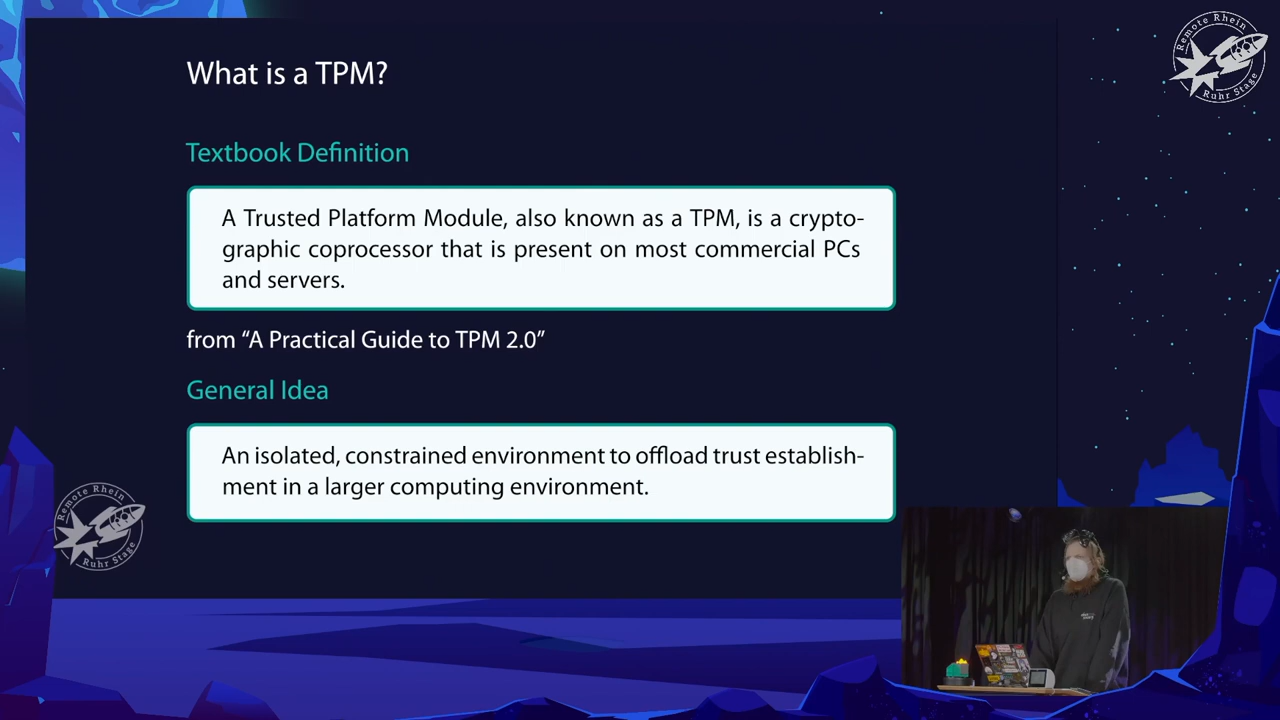 What is a TPM?
Textbook Definition
A Trusted Platform Module, also known as a TPM, is a crypto-
graphic coprocessor that is present on most commercial PCs
and servers.
from “A Practical Guide to TPM 2.0”
General Idea
An isolated, constrained environment to offload trust establish-
ment in a larger computing environment.
Remote Rhein
Ruhr Stage
Remote Rhein
Ruhr Stage